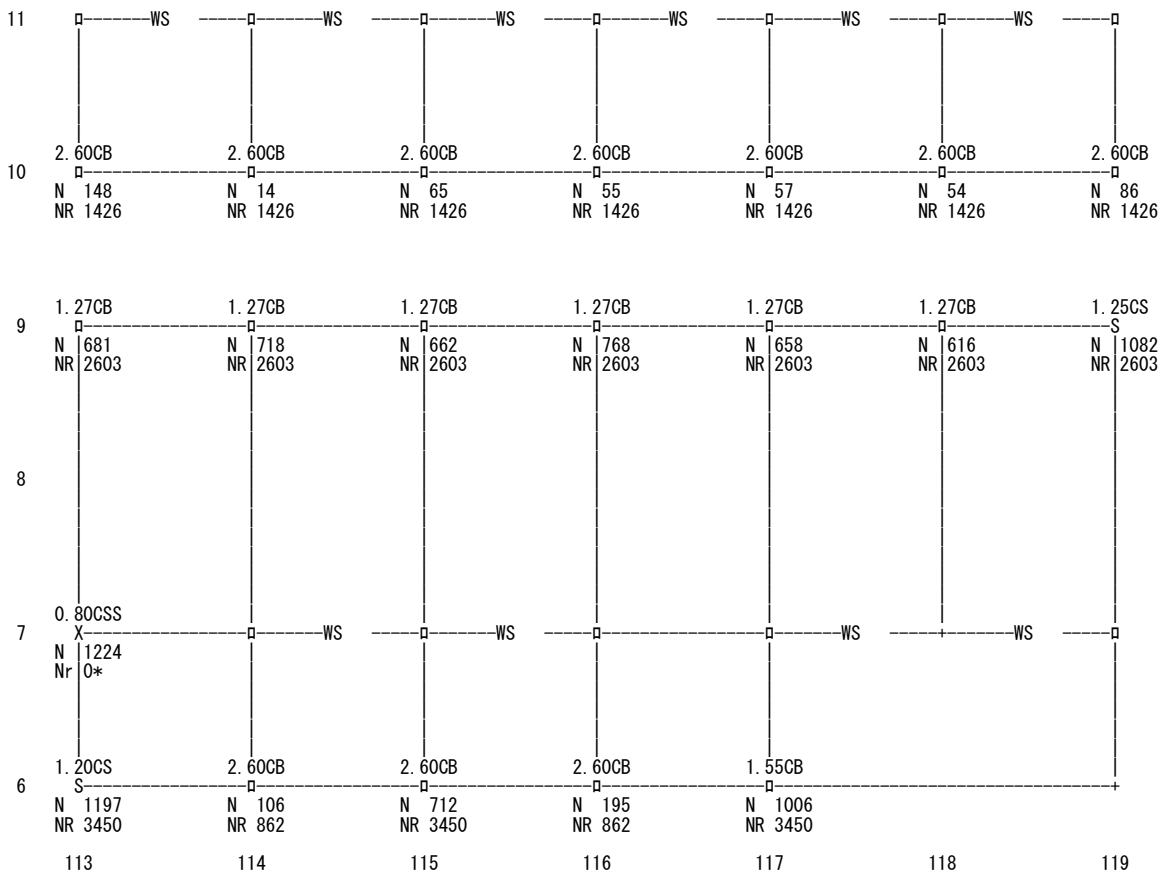 11 WS WS WS WS WS WS
2.60CB 2.60CB 2.60CB 2.60CB 2.60CB 2.60CB 2.60CB
10
N 148 N 14 N 65 N 55 N 57 N 54 N 86
NR 1426 NR 1426 NR 1426 NR 1426 NR 1426 NR 1426 NR 1426
1.27CB 1.27CB 1.27CB 1.27CB 1.27CB 1.27CB 1.25CS
9 S
N 681 N 718 N 662 N 768 N 658 N 616 N 1082
NR 2603 NR 2603 NR 2603 NR 2603 NR 2603 NR 2603 NR 2603
8
0.80CSS
7 X WS WS WS WS
N 1224
Nr 0*
1.20CS 2.60CB 2.60CB 2.60CB 1.55CB
6 S
N 1197 N 106 N 712 N 195 N 1006
NR 3450 NR 862 NR 3450 NR 862 NR 3450
113 114 115 116 117 118 119